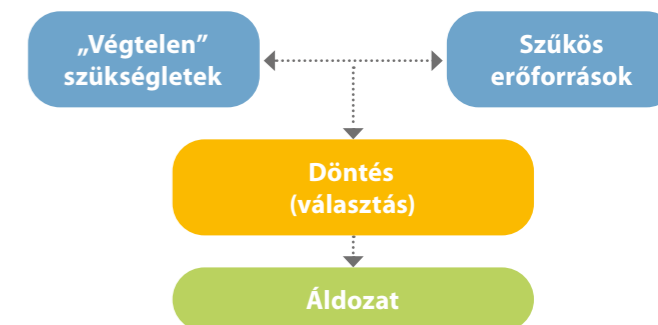 „Végtelen”
szükségletek
Szűkös
erőforrások
Döntés
(választás)
Áldozat